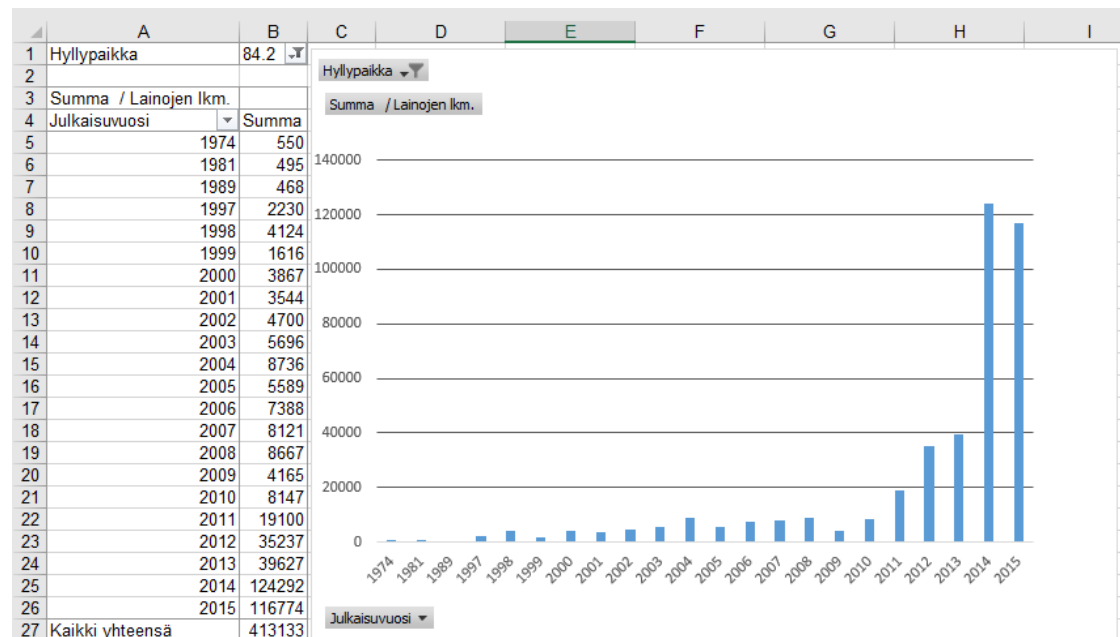 A B C D E F G H I
1 Hyllypaikka 84.2
2
3 Summa / Lainojen lkm.
4 Julkaisuvuosi Summa
5 1974 550
6 1981 495
7 1989 468
8 1997 2230
9 1998 4124
10 1999 1616
11 2000 3867
12 2001 3544
13 2002 4700
14 2003 5696
15 2004 8736
16 2005 5589
17 2006 7388
18 2007 8121
19 2008 8667
20 2009 4165
21 2010 8147
22 2011 19100
23 2012 35237
24 2013 39627
25 2014 124292
26 2015 116774
27 Kaikki yhteensä 413133
Hyllypaikka
Summa / Lainojen lkm.
140000
120000
100000
80000
60000
40000
20000
0
1974 1981 1989 1997 1998 1999 2000 2001 2002 2003 2004 2005 2006 2007 2008 2009 2010 2011 2012 2013 2014 2015
Julkaisuvuosi